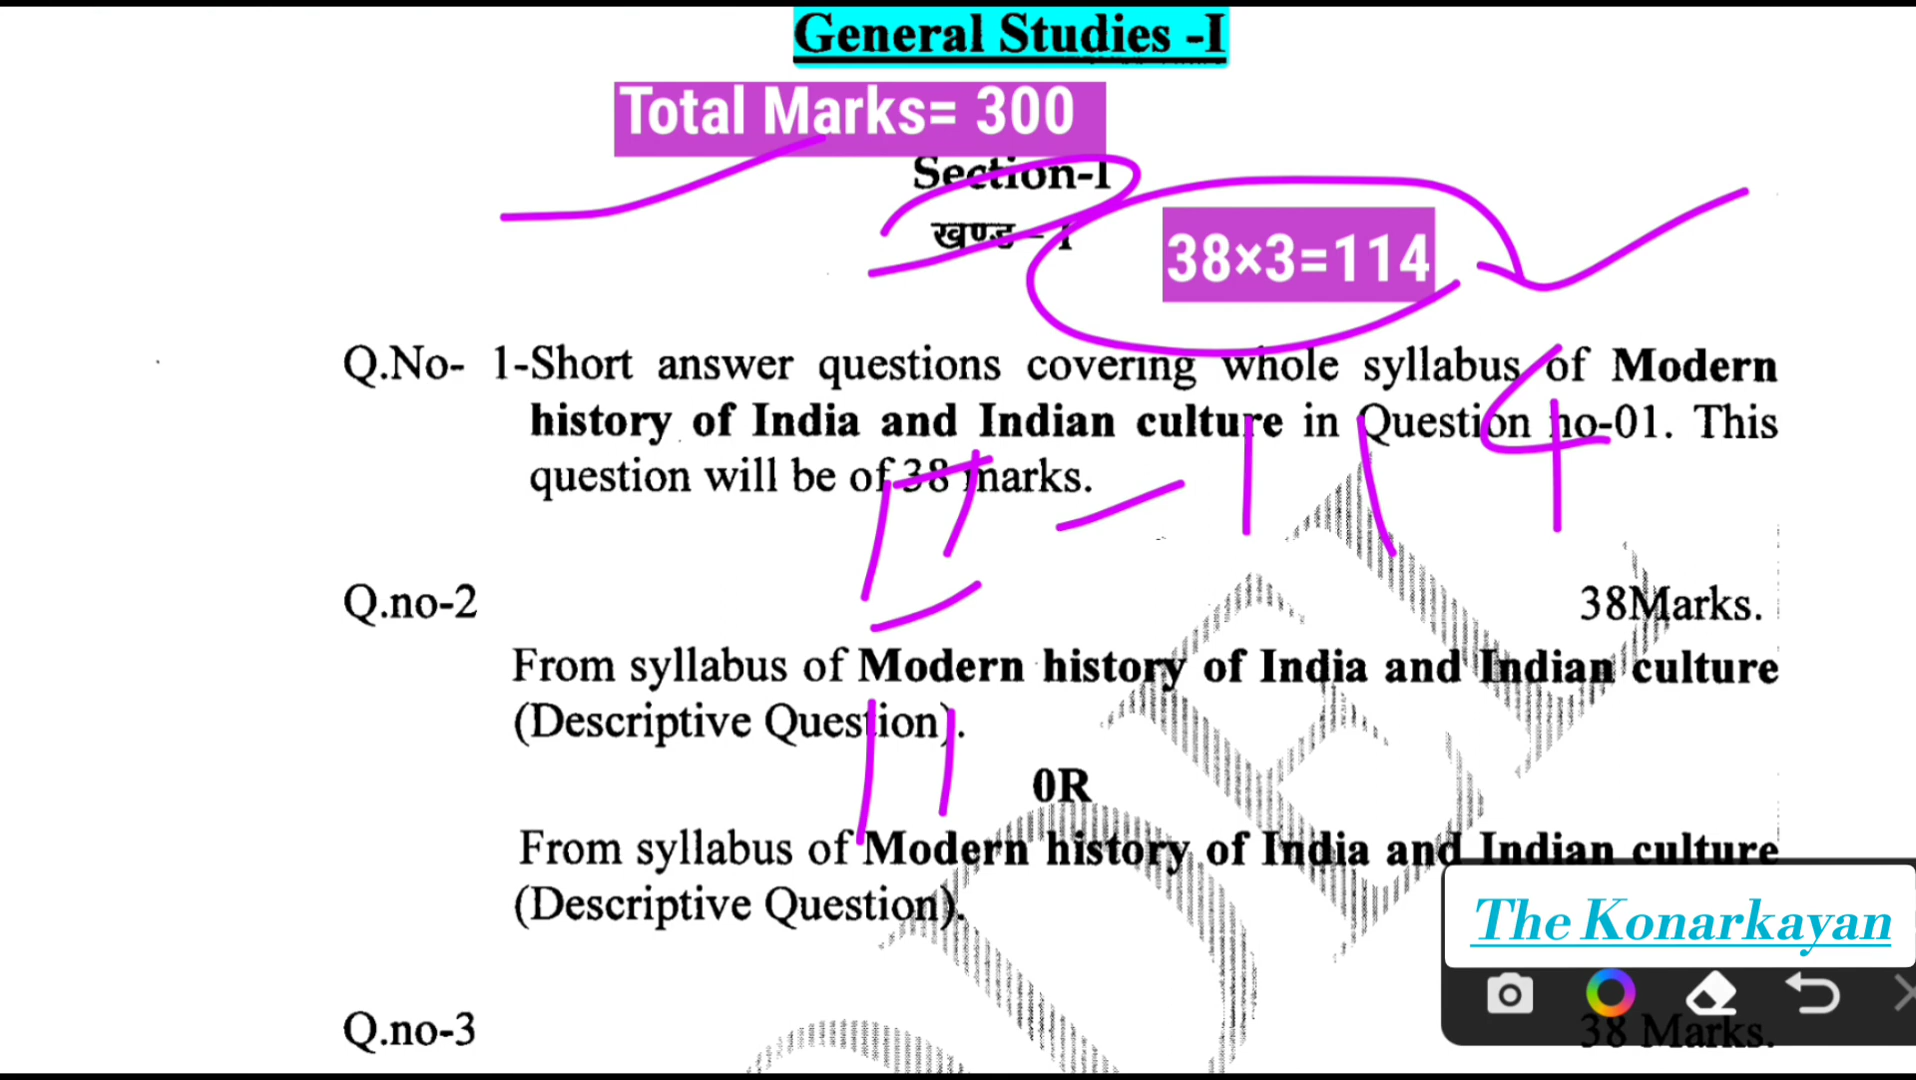 General Studies -I
Total Marks= 300
Section-I
खण्ड – I
38×3=114
Q.No- 1-Short answer questions covering whole syllabus of Modern
history of India and Indian culture in Question no-01. This
question will be of 38 marks.
114
Q.no-2
38Marks.
From syllabus of Modern history of India and Indian culture
(Descriptive Question).
OR
From syllabus of Modern history of India and Indian culture
(Descriptive Question).
The Konarkayan
Q.no-3
38 Marks.